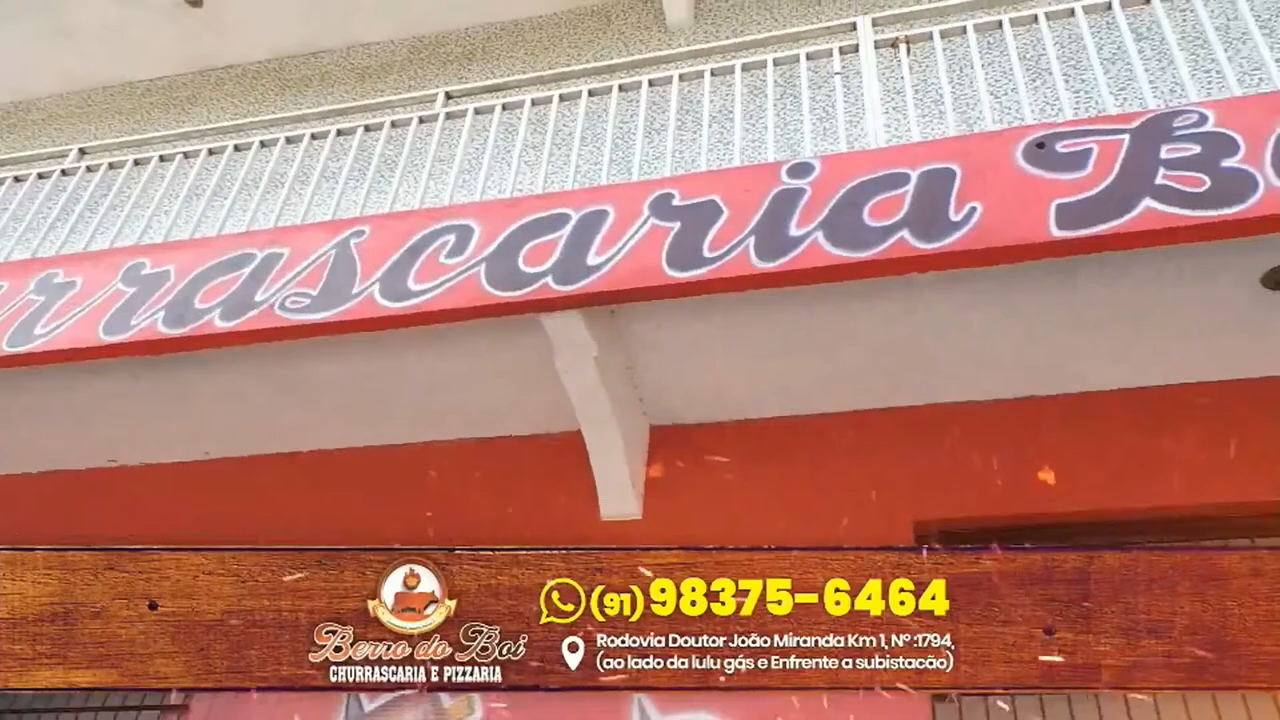 rrascaria B
Berro do Boi
CHURRASCARIA E PIZZARIA
(91) 98375-6464
Rodovia Doutor João Miranda Km 1, Nº :1794,
(ao lado da lulu gás e Enfrente a subistacão)